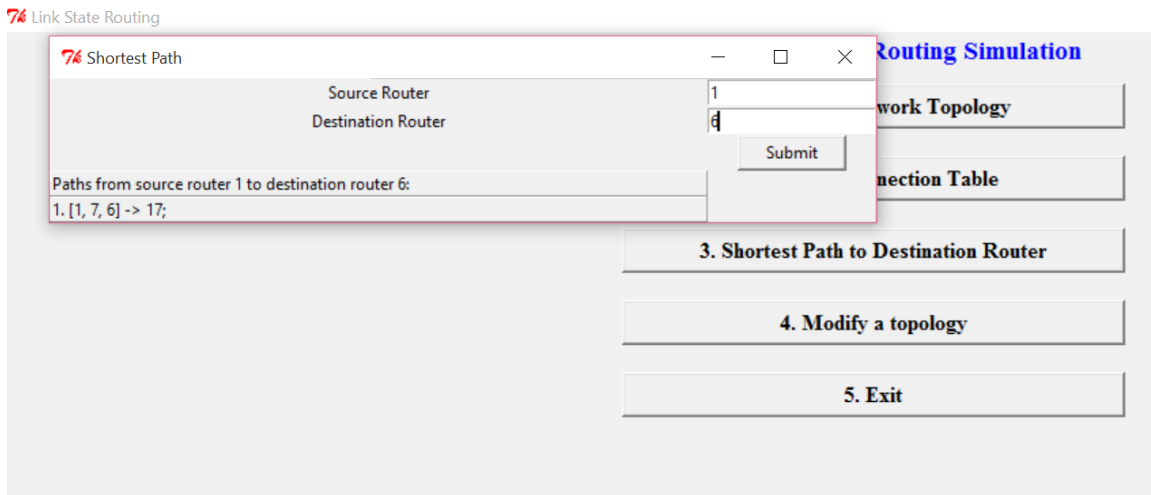 Link State Routing
Shortest Path
Routing Simulation
Source Router 1
work Topology
Destination Router 6
Submit
nection Table
Paths from source router 1 to destination router 6:
1. [1, 7, 6] -> 17;
3. Shortest Path to Destination Router
4. Modify a topology
5. Exit